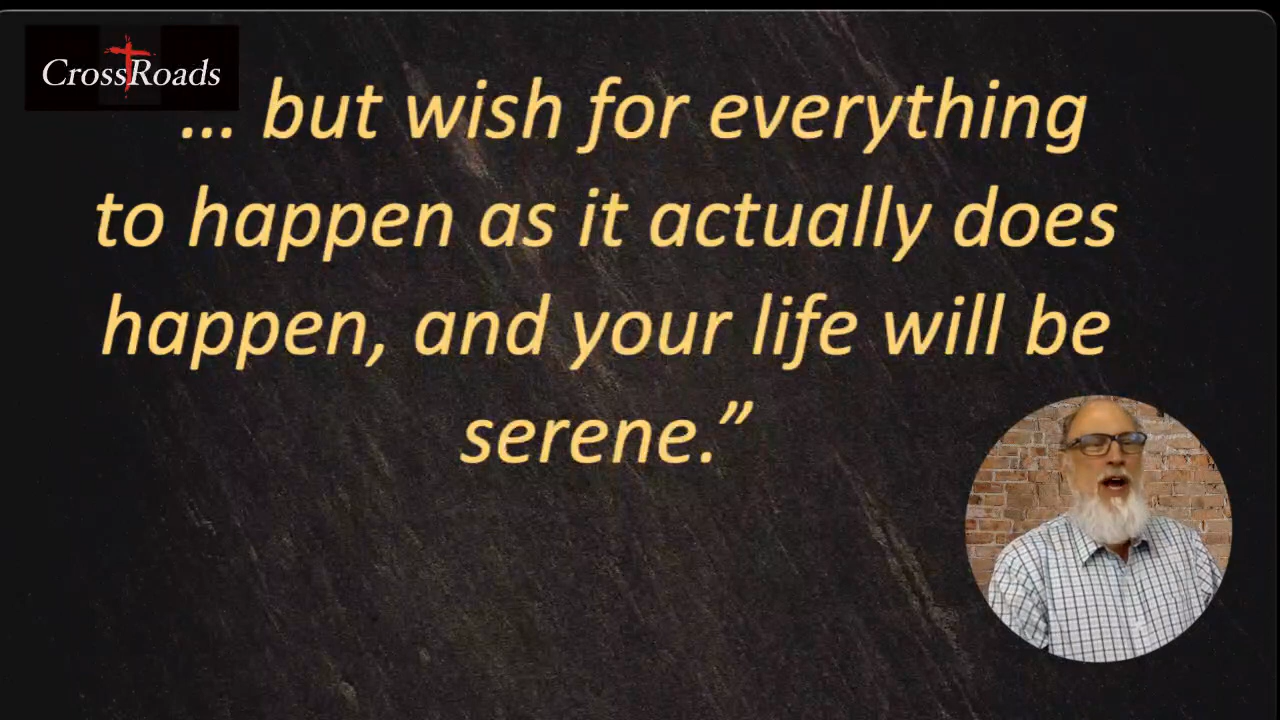 CrossRoads
... but wish for everything
to happen as it actually does
happen, and your life will be
serene.”